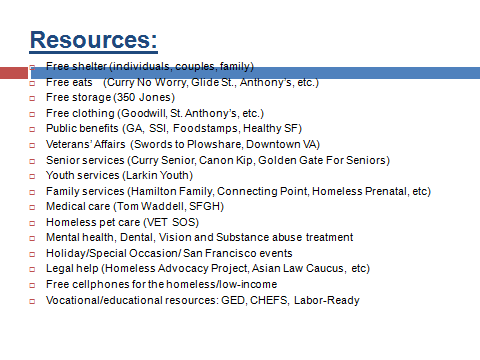 Resources:
Free shelter (individuals, couples, family)
Free eats (Curry No Worry, Glide St., Anthony's, etc.)
Free storage (350 Jones)
Free clothing (Goodwill, St. Anthony's, etc.)
Public benefits (GA, SSI, Foodstamps, Healthy SF)
Veterans' Affairs (Swords to Plowshare, Downtown VA)
Senior services (Curry Senior, Canon Kip, Golden Gate For Seniors)
Youth services (Larkin Youth)
Family services (Hamilton Family, Connecting Point, Homeless Prenatal, etc)
Medical care (Tom Waddell, SFGH)
Homeless pet care (VET SOS)
Mental health, Dental, Vision and Substance abuse treatment
Holiday/Special Occasion/ San Francisco events
Legal help (Homeless Advocacy Project, Asian Law Caucus, etc)
Free cellphones for the homeless/low-income
Vocational/educational resources: GED, CHEFS, Labor-Ready